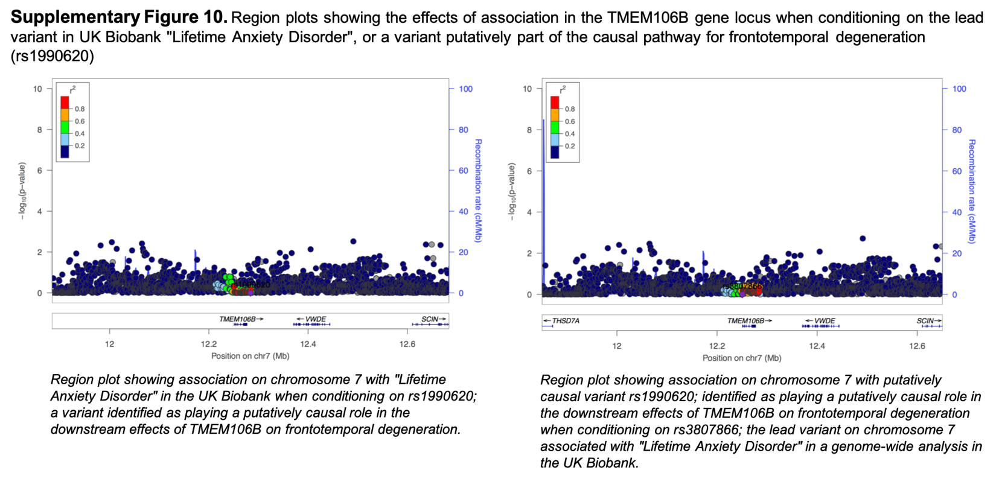 Supplementary Figure 10. Region plots showing the effects of association in the TMEM106B gene locus when conditioning on the lead
variant in UK Biobank "Lifetime Anxiety Disorder", or a variant putatively part of the causal pathway for frontotemporal degeneration
(rs1990620)
r2
0.8
0.6
0.4
0.2
10
8
6
4
2
0
−log10(p−value)
100
80
60
40
20
0
Recombination rate (cM/Mb)
rs1990620
TMEM106B→
←VWDE
SCIN→
12
12.2
12.4
12.6
Position on chr7 (Mb)
r2
0.8
0.6
0.4
0.2
10
8
6
4
2
0
−log10(p−value)
100
80
60
40
20
0
Recombination rate (cM/Mb)
rs3807866
←THSD7A
TMEM106B→
←VWDE
SCIN→
12
12.2
12.4
12.6
Position on chr7 (Mb)
Region plot showing association on chromosome 7 with "Lifetime
Anxiety Disorder" in the UK Biobank when conditioning on rs1990620;
a variant identified as playing a putatively causal role in the
downstream effects of TMEM106B on frontotemporal degeneration.
Region plot showing association on chromosome 7 with putatively
causal variant rs1990620; identified as playing a putatively causal role in
the downstream effects of TMEM106B on frontotemporal degeneration
when conditioning on rs3807866; the lead variant on chromosome 7
associated with "Lifetime Anxiety Disorder" in a genome-wide analysis in
the UK Biobank.